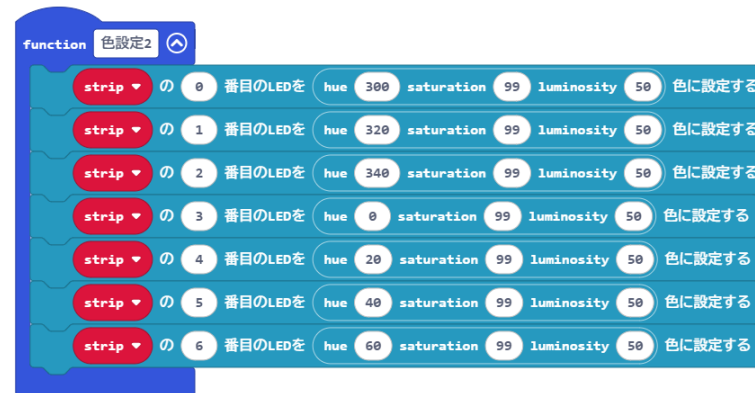 function 色設定2
strip の 0 番目のLEDを hue 300 saturation 99 luminosity 50 色に設定する
strip の 1 番目のLEDを hue 320 saturation 99 luminosity 50 色に設定する
strip の 2 番目のLEDを hue 340 saturation 99 luminosity 50 色に設定する
strip の 3 番目のLEDを hue 0 saturation 99 luminosity 50 色に設定する
strip の 4 番目のLEDを hue 20 saturation 99 luminosity 50 色に設定する
strip の 5 番目のLEDを hue 40 saturation 99 luminosity 50 色に設定する
strip の 6 番目のLEDを hue 60 saturation 99 luminosity 50 色に設定する